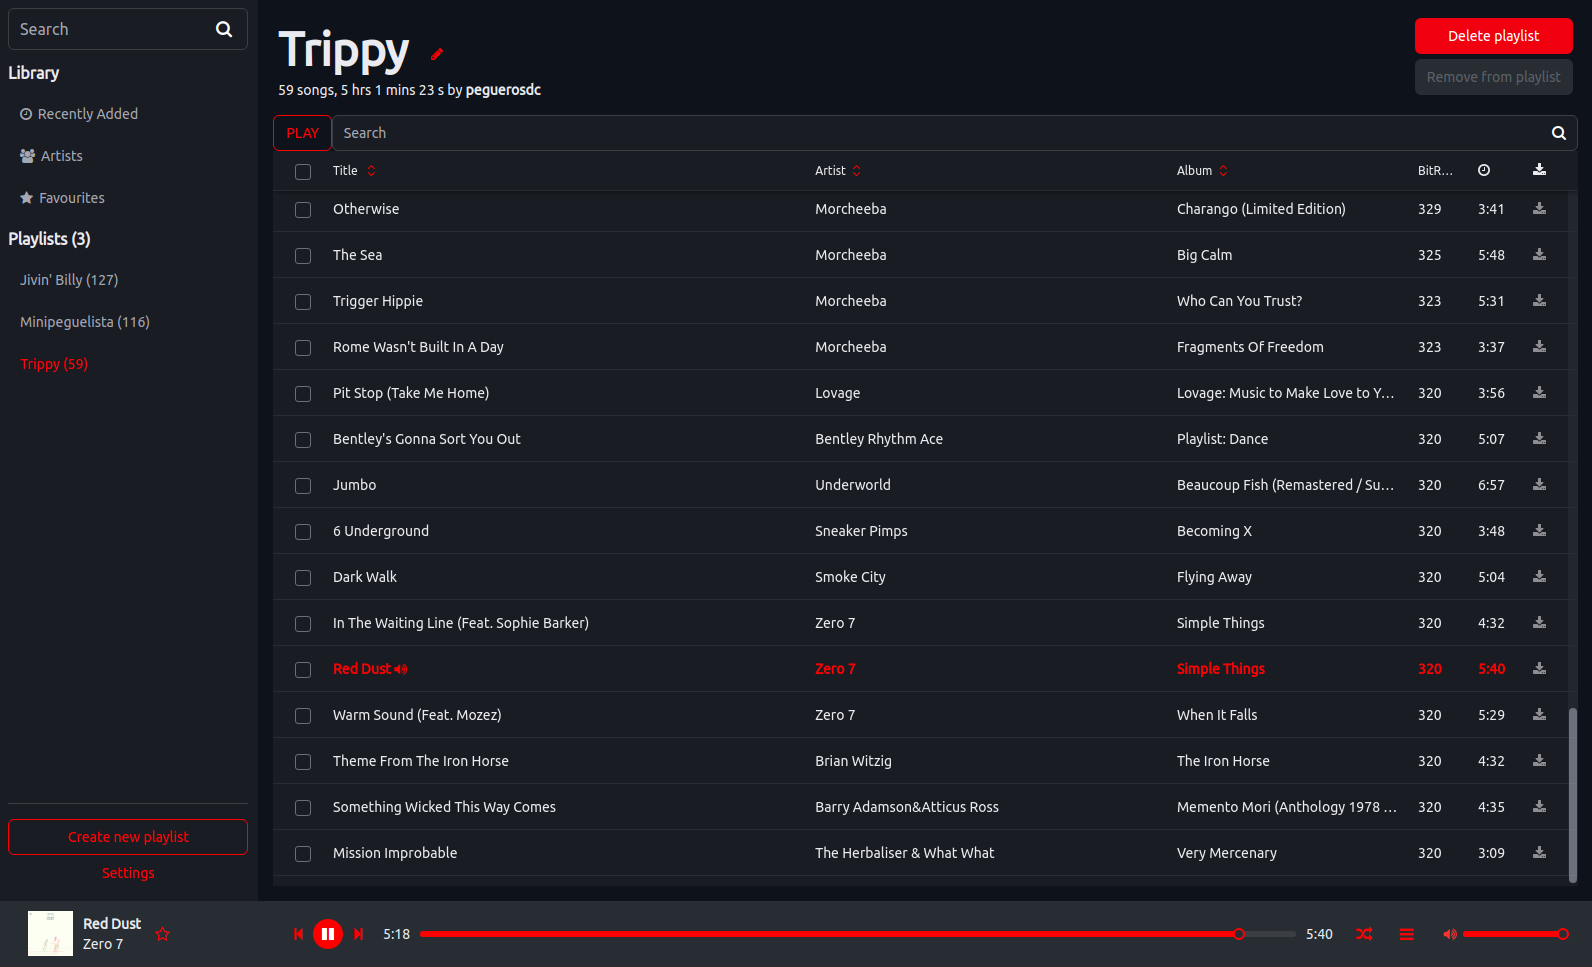 Search
Library
Recently Added
Artists
Favourites
Playlists (3)
Jivin' Billy (127)
Minipeguelista (116)
Trippy (59)
Create new playlist
Settings
Trippy
59 songs, 5 hrs 1 mins 23 s by peguerosdc
Delete playlist
Remove from playlist
PLAY Search
Title Artist Album BitR...
Otherwise Morcheeba Charango (Limited Edition) 329 3:41
The Sea Morcheeba Big Calm 325 5:48
Trigger Hippie Morcheeba Who Can You Trust? 323 5:31
Rome Wasn't Built In A Day Morcheeba Fragments Of Freedom 323 3:37
Pit Stop (Take Me Home) Lovage Lovage: Music to Make Love to Y... 320 3:56
Bentley's Gonna Sort You Out Bentley Rhythm Ace Playlist: Dance 320 5:07
Jumbo Underworld Beaucoup Fish (Remastered / Su... 320 6:57
6 Underground Sneaker Pimps Becoming X 320 3:48
Dark Walk Smoke City Flying Away 320 5:04
In The Waiting Line (Feat. Sophie Barker) Zero 7 Simple Things 320 4:32
Red Dust Zero 7 Simple Things 320 5:40
Warm Sound (Feat. Mozez) Zero 7 When It Falls 320 5:29
Theme From The Iron Horse Brian Witzig The Iron Horse 320 4:32
Something Wicked This Way Comes Barry Adamson&Atticus Ross Memento Mori (Anthology 1978 ... 320 4:35
Mission Improbable The Herbaliser & What What Very Mercenary 320 3:09
Red Dust
Zero 7
5:18 5:40